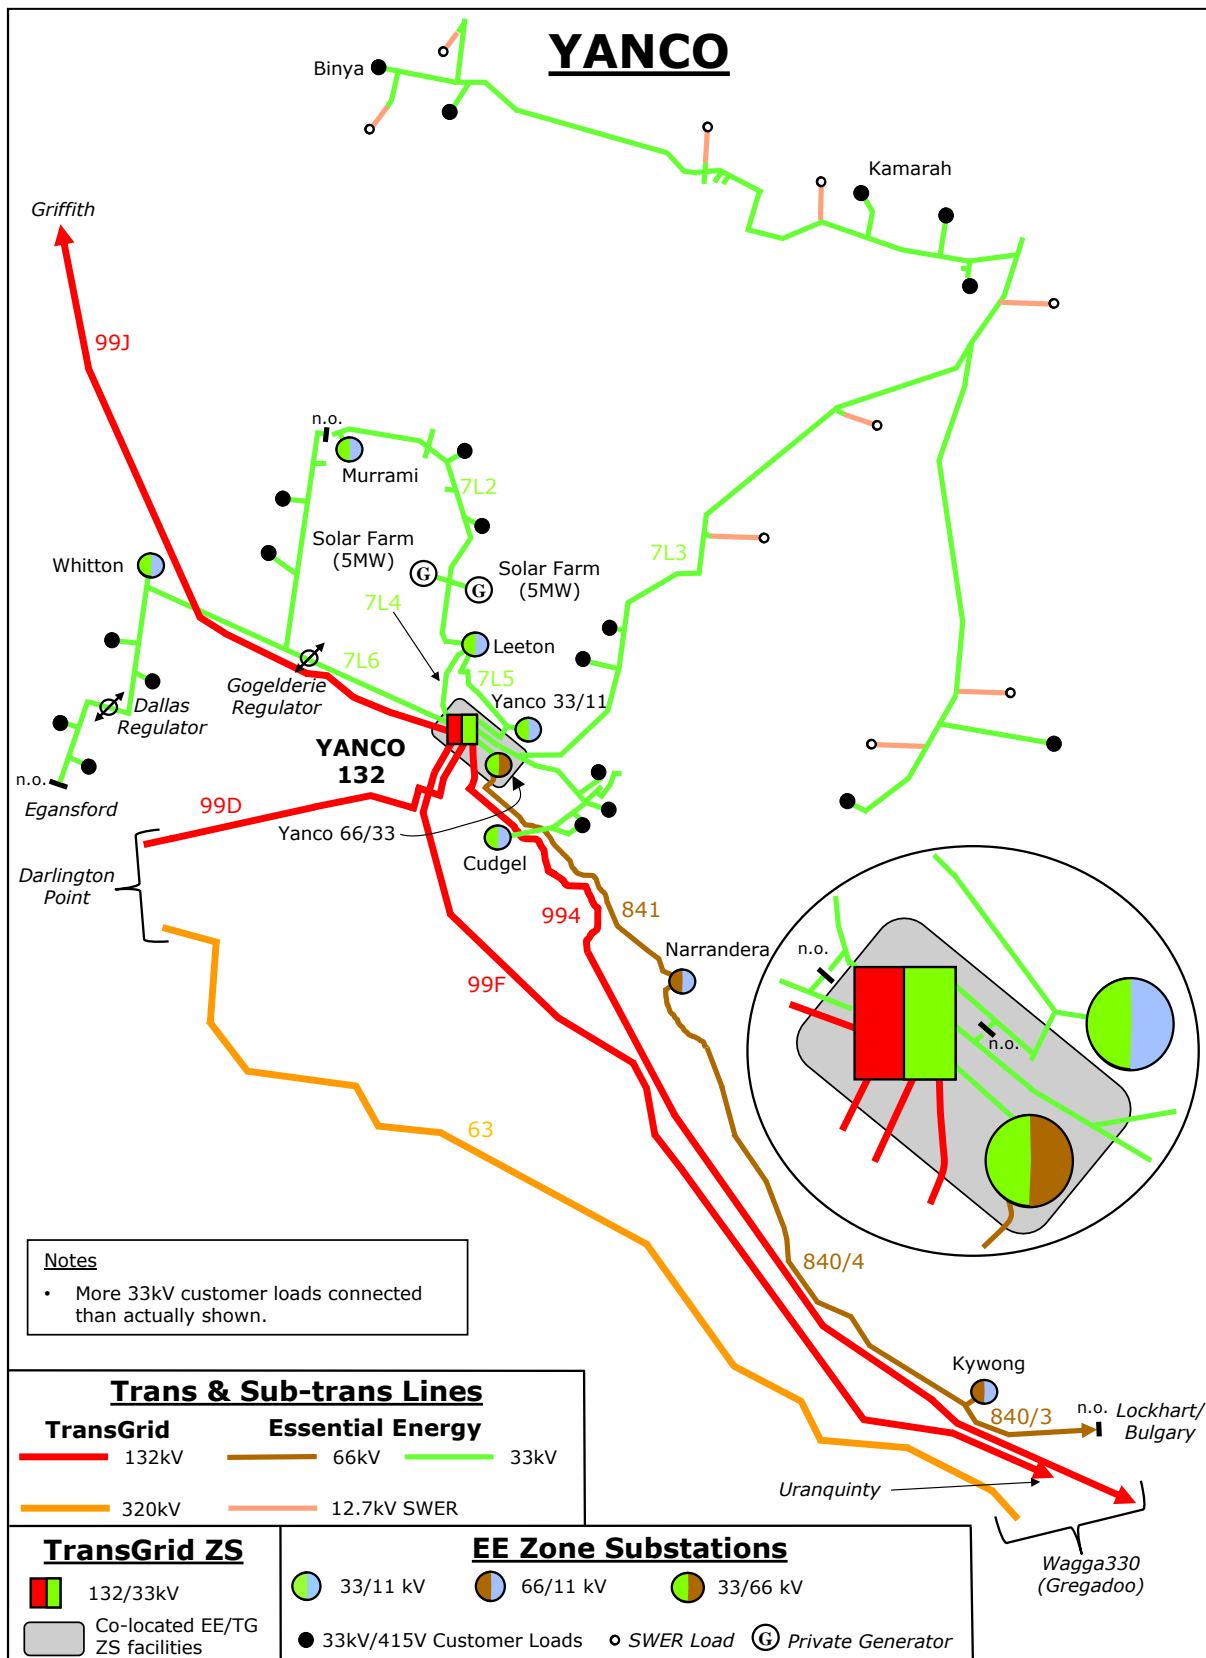 YANCO
Binya
Kamarah
Griffith
99J
n.o.
Murrami
7L2
Solar Farm
(5MW)
Solar Farm
(5MW)
G
G
7L3
Whitton
7L4
Leeton
7L6
7L5
Gogelderie
Regulator
Yanco 33/11
Dallas
Regulator
YANCO
132
n.o.
Egansford
99D
Yanco 66/33
Cudgel
Darlington
Point
994
841
Narrandera
99F
n.o.
n.o.
63
840/4
Notes
• More 33kV customer loads connected
than actually shown.
Kywong
840/3
n.o.
Lockhart/
Bulgary
Uranquinty
Wagga330
(Gregadoo)
Trans & Sub-trans Lines
TransGrid
Essential Energy
132kV
66kV
33kV
320kV
12.7kV SWER
TransGrid ZS
132/33kV
Co-located EE/TG
ZS facilities
EE Zone Substations
33/11 kV
66/11 kV
33/66 kV
33kV/415V Customer Loads
SWER Load
G
Private Generator